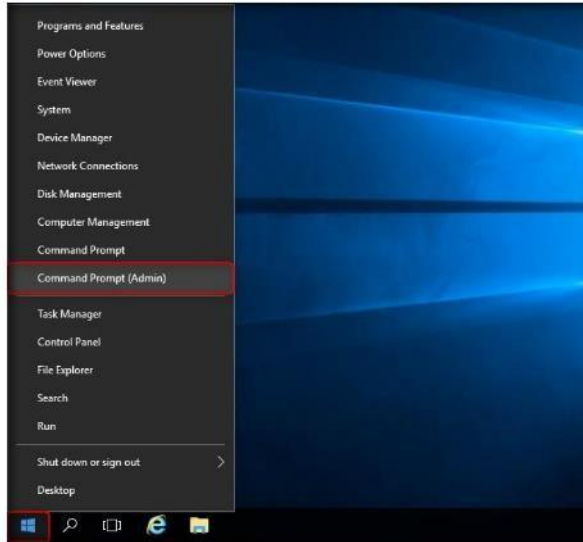 Programs and Features
Power Options
Event Viewer
System
Device Manager
Network Connections
Disk Management
Computer Management
Command Prompt
Command Prompt (Admin)
Task Manager
Control Panel
File Explorer
Search
Run
Shut down or sign out
Desktop